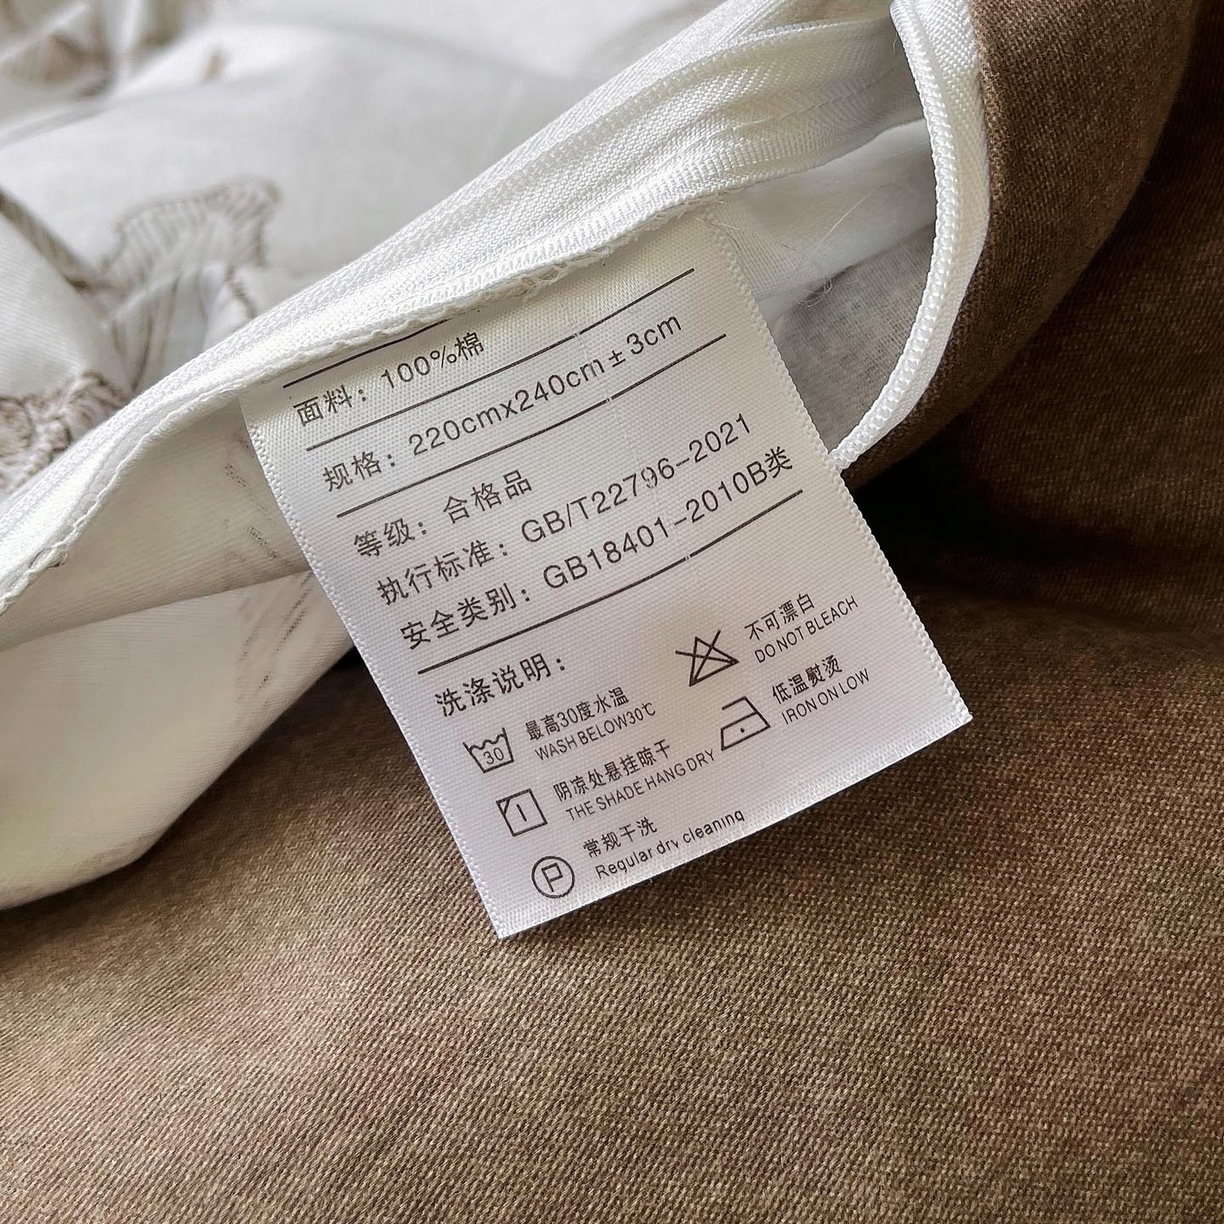 面料：100%棉
规格：220cmx240cm±3cm
等级：合格品
执行标准：GB/T22796-2021
安全类别：GB18401-2010B类
洗涤说明：
30
最高30度水温
WASH BELOW30℃
不可漂白
DO NOT BLEACH
阴凉处悬挂晾干
THE SHADE HANG DRY
低温熨烫
IRON ON LOW
P
常规干洗
Regular dry cleaning